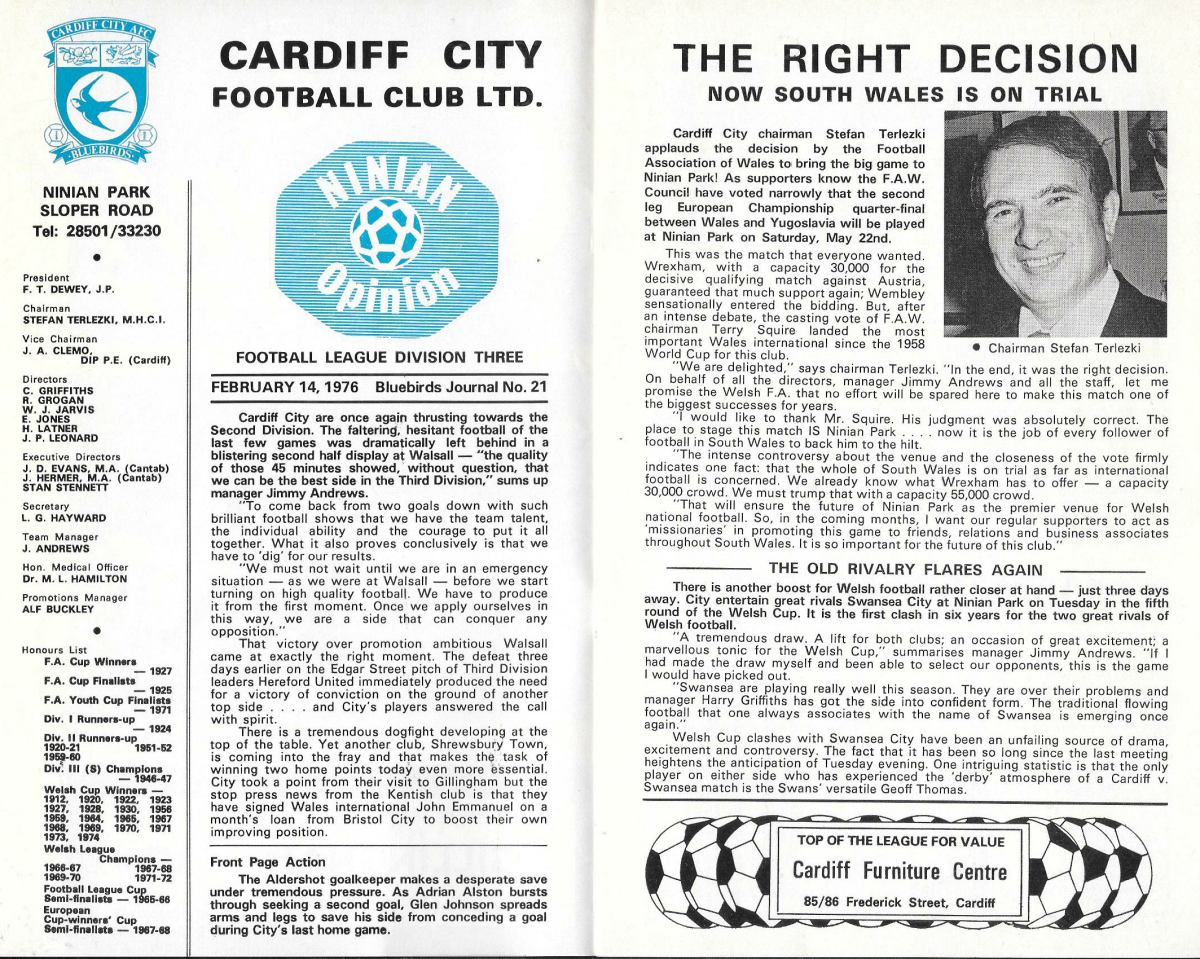 CARDIFF CITY AFC
BLUEBIRDS
NINIAN PARK
SLOPER ROAD
Tel: 28501/33230
President
F. T. DEWEY, J.P.
Chairman
STEFAN TERLEZKI, M.H.C.I.
Vice Chairman
J. A. CLEMO,
DIP P.E. (Cardiff)
Directors
C. GRIFFITHS
R. GROGAN
W. J. JARVIS
E. JONES
H. LATNER
J. P. LEONARD
Executive Directors
J. D. EVANS, M.A. (Cantab)
J. HERMER, M.A. (Cantab)
STAN STENNETT
Secretary
L. G. HAYWARD
Team Manager
J. ANDREWS
Hon. Medical Officer
Dr. M. L. HAMILTON
Promotions Manager
ALF BUCKLEY
Honours List
F.A. Cup Winners
— 1927
F.A. Cup Finalists
— 1925
F.A. Youth Cup Finalists
— 1971
Div. I Runners-up
— 1924
Div. II Runners-up
1920-21 1951-52
1959-60
Div. III (S) Champions
— 1946-47
Welsh Cup Winners —
1912, 1920, 1922, 1923
1927, 1928, 1930, 1956
1959, 1964, 1965, 1967
1968, 1969, 1970, 1971
1973, 1974
Welsh League
Champions —
1966-67 1967-68
1969-70 1971-72
Football League Cup
Semi-finalists — 1965-66
European
Cup-winners' Cup
Semi-finalists — 1967-68
CARDIFF CITY
FOOTBALL CLUB LTD.
NINIAN
Opinion
FOOTBALL LEAGUE DIVISION THREE
FEBRUARY 14, 1976 Bluebirds Journal No. 21
Cardiff City are once again thrusting towards the
Second Division. The faltering, hesitant football of the
last few games was dramatically left behind in a
blistering second half display at Walsall — "the quality
of those 45 minutes showed, without question, that
we can be the best side in the Third Division," sums up
manager Jimmy Andrews.
"To come back from two goals down with such
brilliant football shows that we have the team talent,
the individual ability and the courage to put it all
together. What it also proves conclusively is that we
have to 'dig' for our results.
"We must not wait until we are in an emergency
situation — as we were at Walsall — before we start
turning on high quality football. We have to produce
it from the first moment. Once we apply ourselves in
this way, we are a side that can conquer any
opposition."
That victory over promotion ambitious Walsall
came at exactly the right moment. The defeat three
days earlier on the Edgar Street pitch of Third Division
leaders Hereford United immediately produced the need
for a victory of conviction on the ground of another
top side . . . . and City's players answered the call
with spirit.
There is a tremendous dogfight developing at the
top of the table. Yet another club, Shrewsbury Town,
is coming into the fray and that makes the task of
winning two home points today even more essential.
City took a point from their visit to Gillingham but the
stop press news from the Kentish club is that they
have signed Wales international John Emmanuel on a
month's loan from Bristol City to boost their own
improving position.
Front Page Action
The Aldershot goalkeeper makes a desperate save
under tremendous pressure. As Adrian Alston bursts
through seeking a second goal, Glen Johnson spreads
arms and legs to save his side from conceding a goal
during City's last home game.
THE RIGHT DECISION
NOW SOUTH WALES IS ON TRIAL
Cardiff City chairman Stefan Terlezki
applauds the decision by the Football
Association of Wales to bring the big game to
Ninian Park! As supporters know the F.A.W.
Council have voted narrowly that the second
leg European Championship quarter-final
between Wales and Yugoslavia will be played
at Ninian Park on Saturday, May 22nd.
This was the match that everyone wanted.
Wrexham, with a capacity 30,000 for the
decisive qualifying match against Austria,
guaranteed that much support again; Wembley
sensationally entered the bidding. But, after
an intense debate, the casting vote of F.A.W.
chairman Terry Squire landed the most
important Wales international since the 1958
World Cup for this club.
● Chairman Stefan Terlezki
"We are delighted," says chairman Terlezki. "In the end, it was the right decision.
On behalf of all the directors, manager Jimmy Andrews and all the staff, let me
promise the Welsh F.A. that no effort will be spared here to make this match one of
the biggest successes for years.
"I would like to thank Mr. Squire. His judgment was absolutely correct. The
place to stage this match IS Ninian Park . . . . now it is the job of every follower of
football in South Wales to back him to the hilt.
"The intense controversy about the venue and the closeness of the vote firmly
indicates one fact: that the whole of South Wales is on trial as far as international
football is concerned. We already know what Wrexham has to offer — a capacity
30,000 crowd. We must trump that with a capacity 55,000 crowd.
"That will ensure the future of Ninian Park as the premier venue for Welsh
national football. So, in the coming months, I want our regular supporters to act as
'missionaries' in promoting this game to friends, relations and business associates
throughout South Wales. It is so important for the future of this club."
THE OLD RIVALRY FLARES AGAIN
There is another boost for Welsh football rather closer at hand — just three days
away. City entertain great rivals Swansea City at Ninian Park on Tuesday in the fifth
round of the Welsh Cup. It is the first clash in six years for the two great rivals of
Welsh football.
"A tremendous draw. A lift for both clubs; an occasion of great excitement; a
marvellous tonic for the Welsh Cup," summarises manager Jimmy Andrews. "If I
had made the draw myself and been able to select our opponents, this is the game
I would have picked out.
"Swansea are playing really well this season. They are over their problems and
manager Harry Griffiths has got the side into confident form. The traditional flowing
football that one always associates with the name of Swansea is emerging once
again."
Welsh Cup clashes with Swansea City have been an unfailing source of drama,
excitement and controversy. The fact that it has been so long since the last meeting
heightens the anticipation of Tuesday evening. One intriguing statistic is that the only
player on either side who has experienced the 'derby' atmosphere of a Cardiff v.
Swansea match is the Swans' versatile Geoff Thomas.
TOP OF THE LEAGUE FOR VALUE
Cardiff Furniture Centre
85/86 Frederick Street, Cardiff